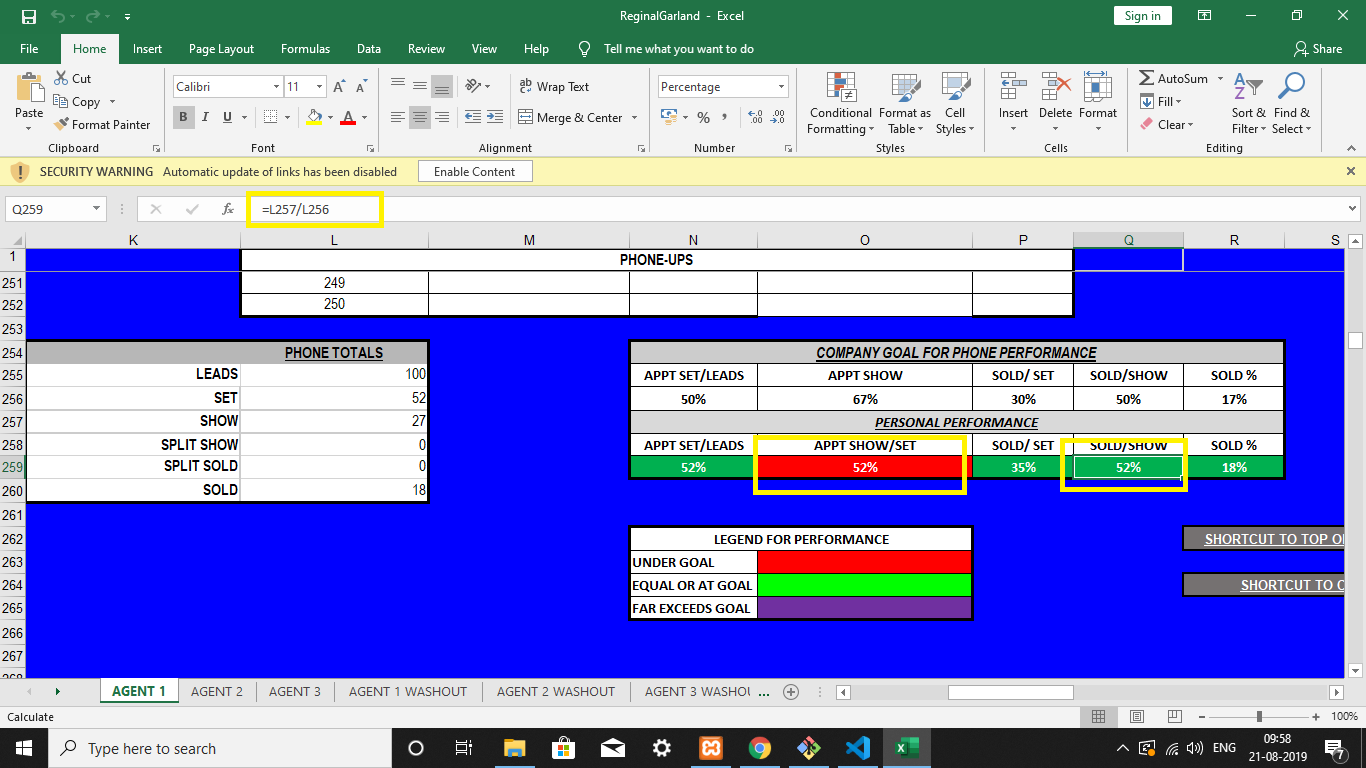 ReginalGarland - Excel
Sign in
File Home Insert Page Layout Formulas Data Review View Help Tell me what you want to do Share
Paste
Cut
Copy
Format Painter
Clipboard
Calibri 11
B I U
A A
A
Font
ab Wrap Text
Merge & Center
Alignment
Percentage
% ,
.00
.00
Number
Conditional Formatting
Format as Table
Cell Styles
Styles
Insert Delete Format
Cells
AutoSum
Fill
Clear
Sort & Filter
Find & Select
Editing
SECURITY WARNING Automatic update of links has been disabled Enable Content
Q259 fx =L257/L256
K L M N O P Q R S
1 PHONE-UPS
251 249
252 250
253
254 PHONE TOTALS COMPANY GOAL FOR PHONE PERFORMANCE
255 LEADS 100 APPT SET/LEADS APPT SHOW SOLD/ SET SOLD/SHOW SOLD %
256 SET 52 50% 67% 30% 50% 17%
257 SHOW 27 PERSONAL PERFORMANCE
258 SPLIT SHOW 0 APPT SET/LEADS APPT SHOW/SET SOLD/ SET SOLD/SHOW SOLD %
259 SPLIT SOLD 0 52% 52% 35% 52% 18%
260 SOLD 18
261
262 LEGEND FOR PERFORMANCE SHORTCUT TO TOP
263 UNDER GOAL
264 EQUAL OR AT GOAL SHORTCUT TO
265 FAR EXCEEDS GOAL
266
267
AGENT 1 AGENT 2 AGENT 3 AGENT 1 WASHOUT AGENT 2 WASHOUT AGENT 3 WASHOU ...
Calculate 100%
Type here to search
ENG
09:58
21-08-2019
7